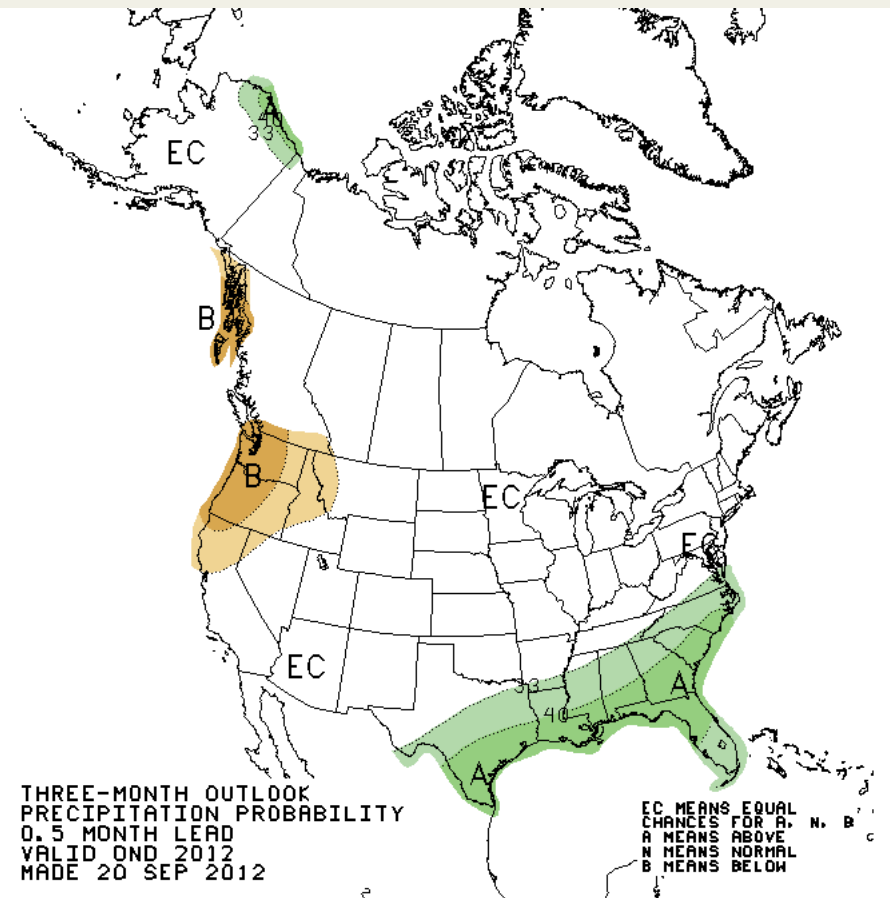 A
40
33
EC
B
B
EC
EC
EC
33
A
40
A
THREE-MONTH OUTLOOK
PRECIPITATION PROBABILITY
0.5 MONTH LEAD
VALID OND 2012
MADE 20 SEP 2012
EC MEANS EQUAL
CHANCES FOR A, N, B
A MEANS ABOVE
N MEANS NORMAL
B MEANS BELOW